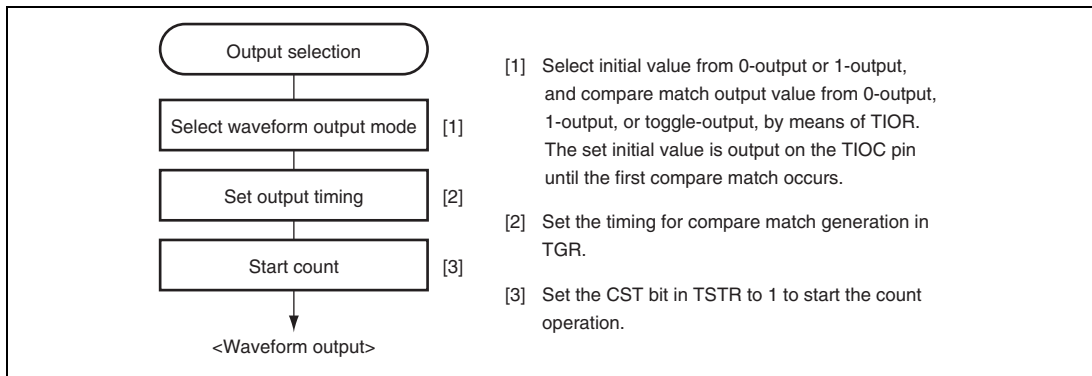 Output selection
Select waveform output mode [1]
Set output timing [2]
Start count [3]
<Waveform output>
[1] Select initial value from 0-output or 1-output,
and compare match output value from 0-output,
1-output, or toggle-output, by means of TIOR.
The set initial value is output on the TIOC pin
until the first compare match occurs.
[2] Set the timing for compare match generation in
TGR.
[3] Set the CST bit in TSTR to 1 to start the count
operation.